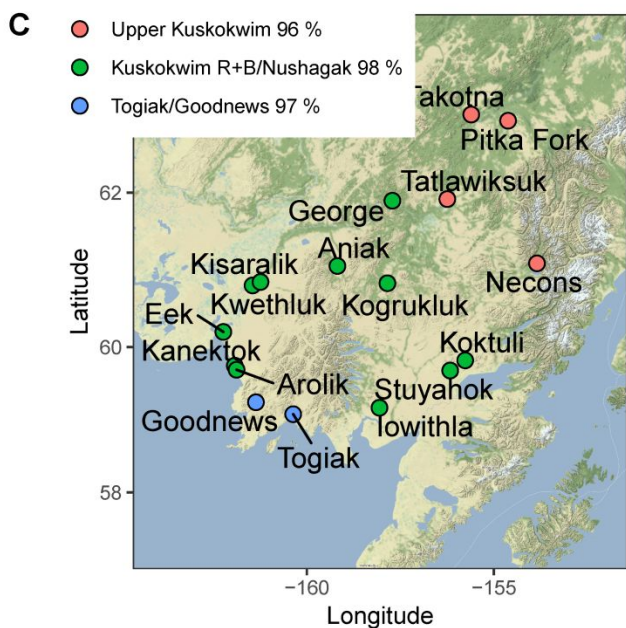 C
Upper Kuskokwim 96 %
Kuskokwim R+B/Nushagak 98 %
Togiak/Goodnews 97 %
Takotna
Pitka Fork
Tatlawiksuk
George
Aniak
Necons
Kisaralik
Kwethluk
Kogrukluk
Eek
Koktuli
Kanektok
Arolik
Stuyahok
Goodnews
Iowithla
Togiak
62
60
58
Latitude
−160
−155
Longitude